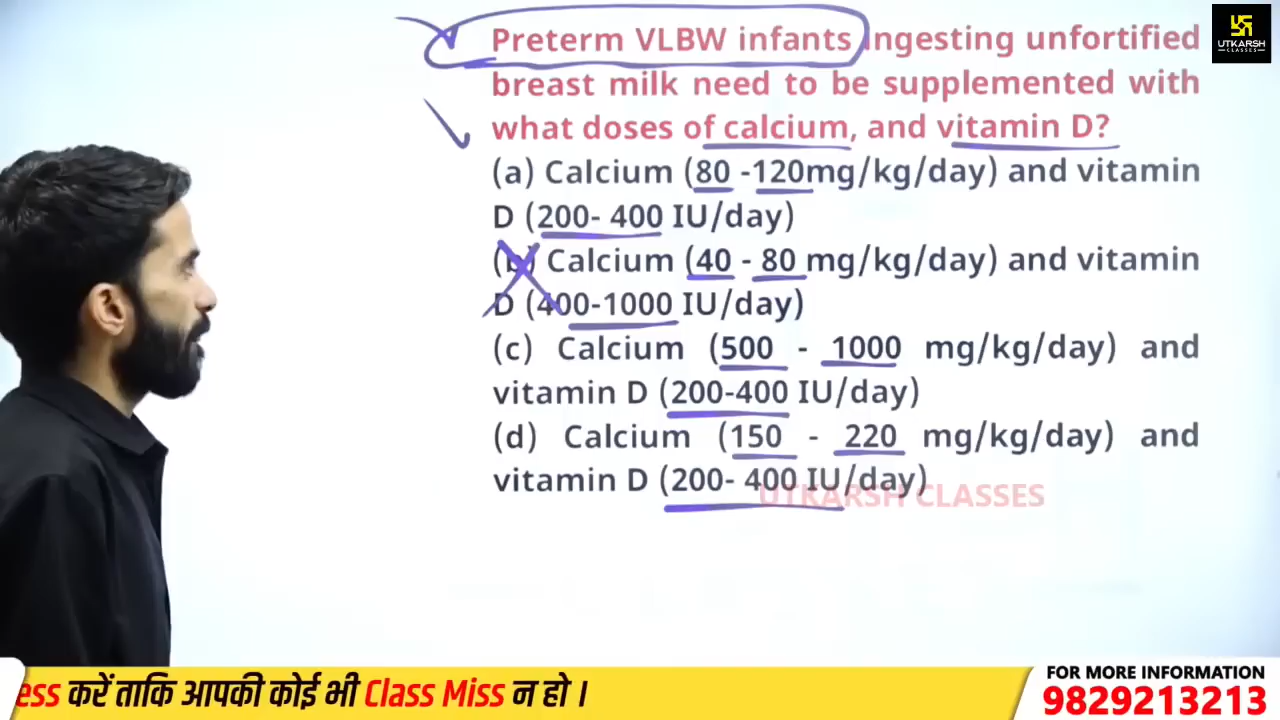 Preterm VLBW infants Ingesting unfortified
breast milk need to be supplemented with
what doses of calcium, and vitamin D?
(a) Calcium (80 -120mg/kg/day) and vitamin
D (200- 400 IU/day)
(b) Calcium (40 - 80 mg/kg/day) and vitamin
D (400-1000 IU/day)
(c) Calcium (500 - 1000 mg/kg/day) and
vitamin D (200-400 IU/day)
(d) Calcium (150 - 220 mg/kg/day) and
vitamin D (200- 400 IU/day)
UTKARSH CLASSES
UTKARSH
CLASSES
ess करें ताकि आपकी कोई भी Class Miss न हो ।
FOR MORE INFORMATION
9829213213